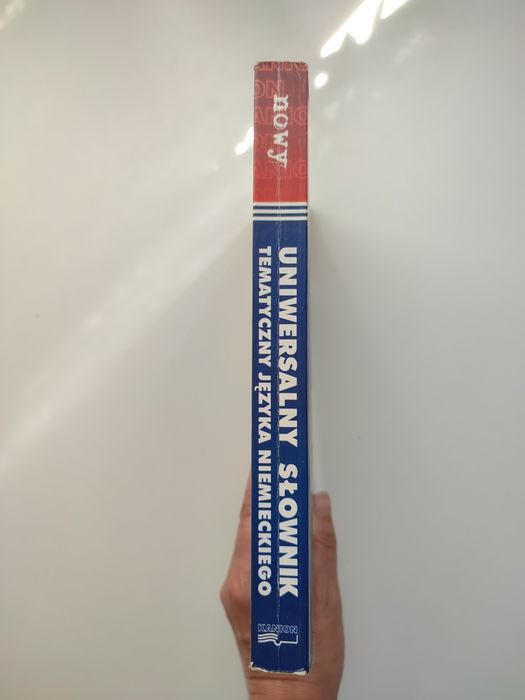 nowy
UNIWERSALNY SŁOWNIK
TEMATYCZNY JĘZYKA NIEMIECKIEGO
KANION